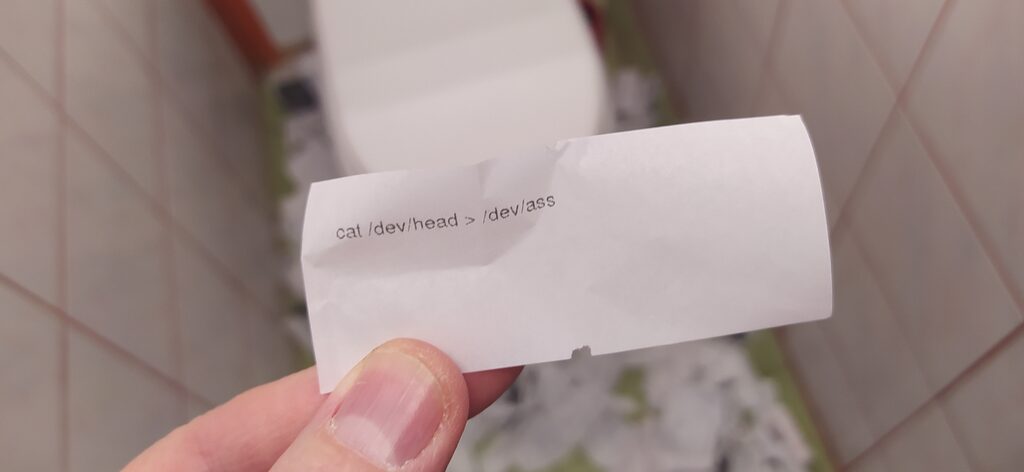 cat /dev/head > /dev/ass